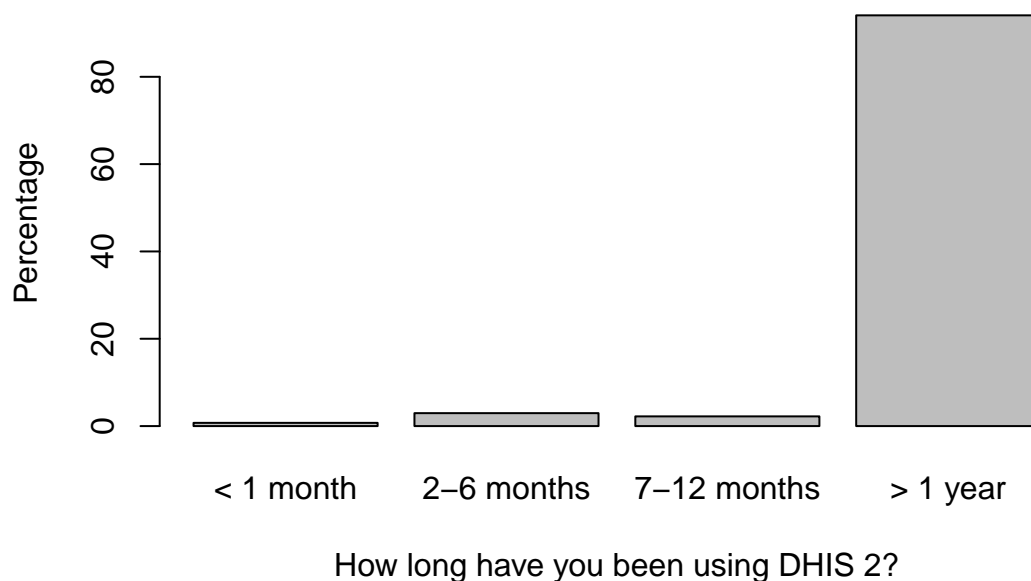 Percentage
80
60
40
20
0
< 1 month 2–6 months 7–12 months > 1 year
How long have you been using DHIS 2?